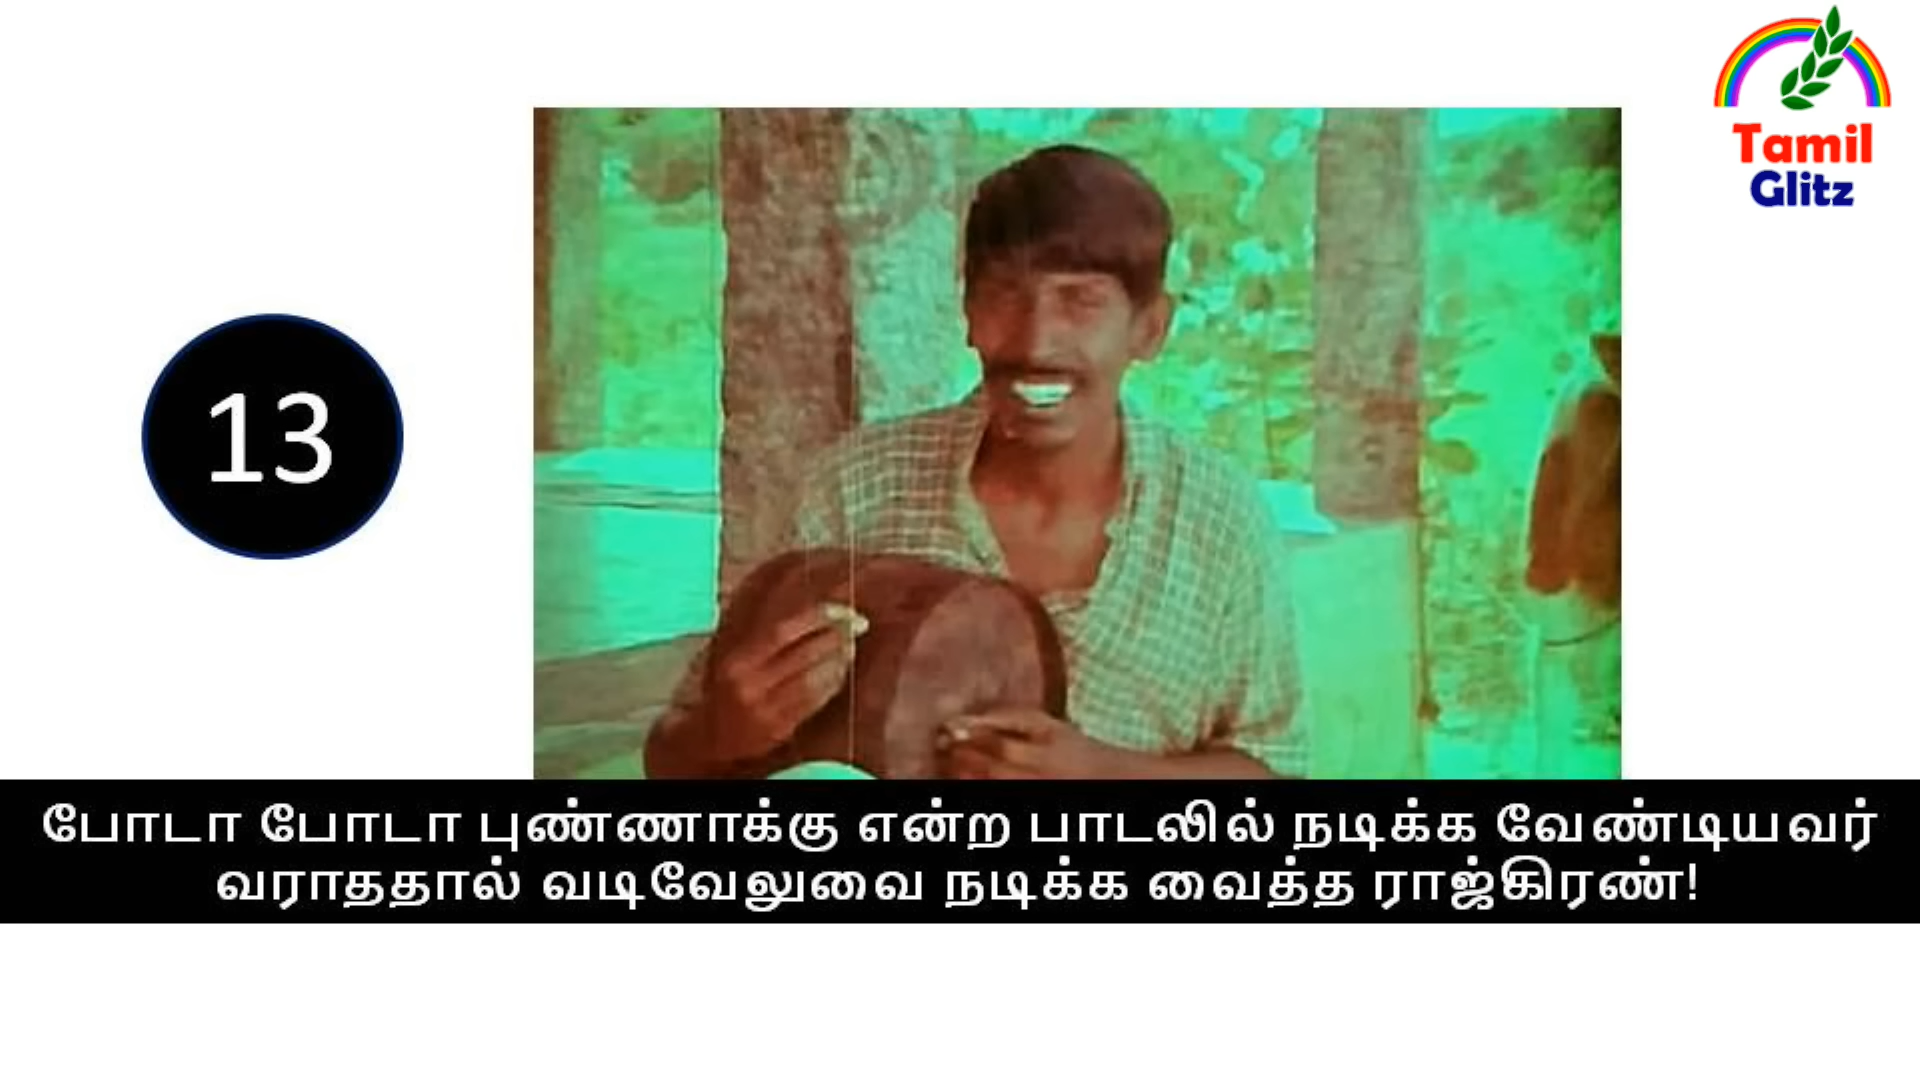 Tamil
Glitz
13
போடா போடா புண்ணாக்கு என்ற பாடலில் நடிக்க வேண்டியவர்
வராததால் வடிவேலுவை நடிக்க வைத்த ராஜ்கிரண்!